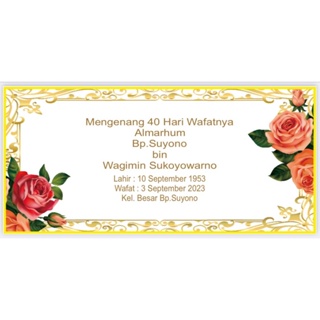 Mengenang 40 Hari Wafatnya
Almarhum
Bp.Suyono
bin
Wagimin Sukoyowarno
Lahir : 10 September 1953
Wafat : 3 September 2023
Kel. Besar Bp.Suyono